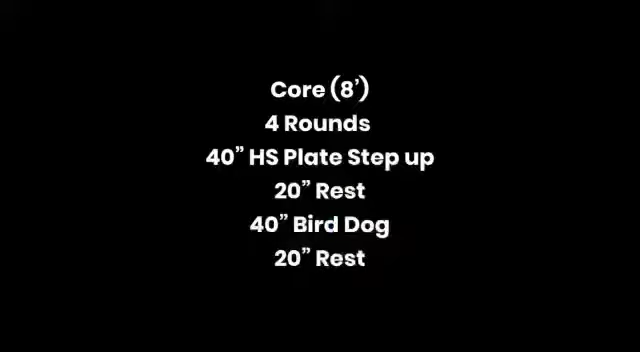 Core (8’)
4 Rounds
40” HS Plate Step up
20” Rest
40” Bird Dog
20” Rest